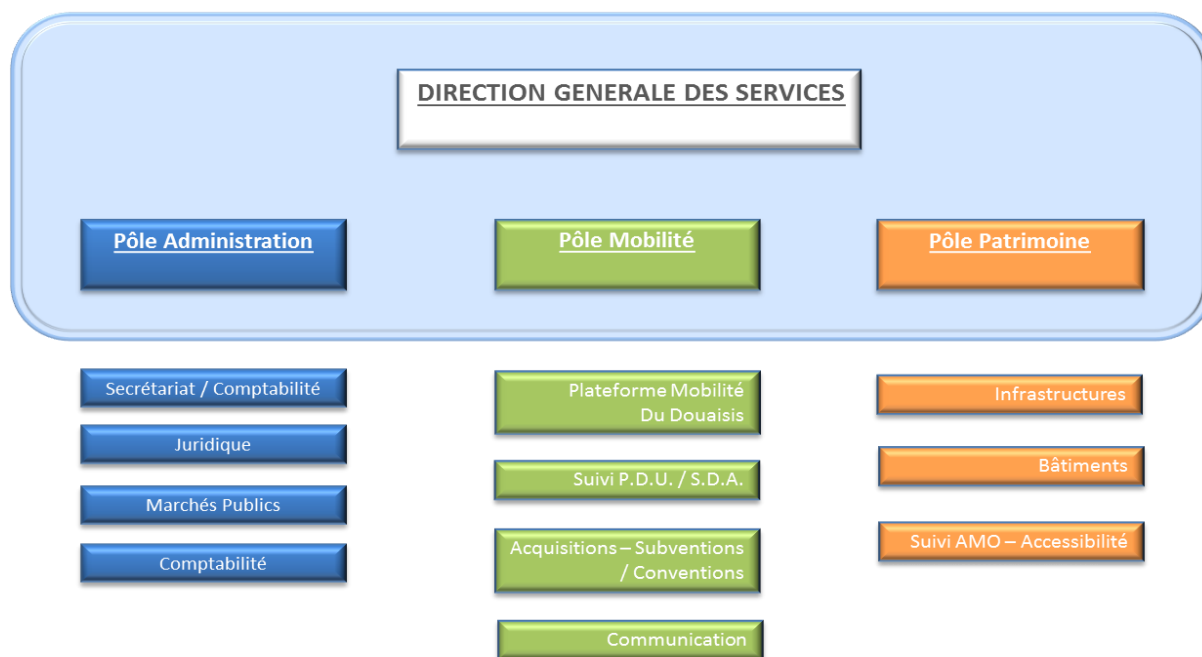 DIRECTION GENERALE DES SERVICES
Pôle Administration
Pôle Mobilité
Pôle Patrimoine
Secrétariat / Comptabilité
Juridique
Marchés Publics
Comptabilité
Plateforme Mobilité
Du Douaisis
Suivi P.D.U. / S.D.A.
Acquisitions – Subventions
/ Conventions
Communication
Infrastructures
Bâtiments
Suivi AMO – Accessibilité